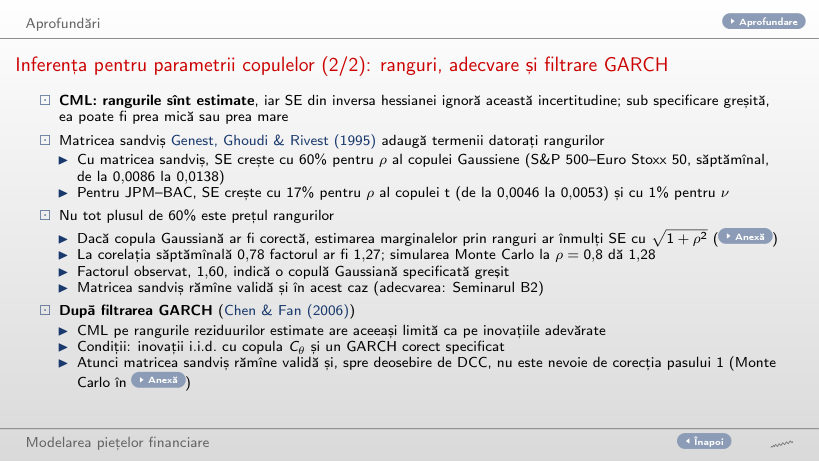 Aprofundări
Aprofundare
Inferența pentru parametrii copulelor (2/2): ranguri, adecvare și filtrare GARCH
CML: rangurile sînt estimate, iar SE din inversa hessianei ignoră această incertitudine; sub specificare greșită,
ea poate fi prea mică sau prea mare
Matricea sandviș Genest, Ghoudi & Rivest (1995) adaugă termenii datorați rangurilor
Cu matricea sandviș, SE crește cu 60% pentru ρ al copulei Gaussiene (S&P 500–Euro Stoxx 50, săptămînal,
de la 0,0086 la 0,0138)
Pentru JPM–BAC, SE crește cu 17% pentru ρ al copulei t (de la 0,0046 la 0,0053) și cu 1% pentru ν
Nu tot plusul de 60% este prețul rangurilor
Dacă copula Gaussiană ar fi corectă, estimarea marginalelor prin ranguri ar înmulți SE cu √(1 + ρ²) (Anexă)
La corelația săptămînală 0,78 factorul ar fi 1,27; simularea Monte Carlo la ρ = 0,8 dă 1,28
Factorul observat, 1,60, indică o copulă Gaussiană specificată greșit
Matricea sandviș rămîne validă și în acest caz (adecvarea: Seminarul B2)
După filtrarea GARCH (Chen & Fan (2006))
CML pe rangurile reziduurilor estimate are aceeași limită ca pe inovațiile adevărate
Condiții: inovații i.i.d. cu copula Cθ și un GARCH corect specificat
Atunci matricea sandviș rămîne validă și, spre deosebire de DCC, nu este nevoie de corecția pasului 1 (Monte
Carlo în Anexă)
Modelarea piețelor financiare
Înapoi